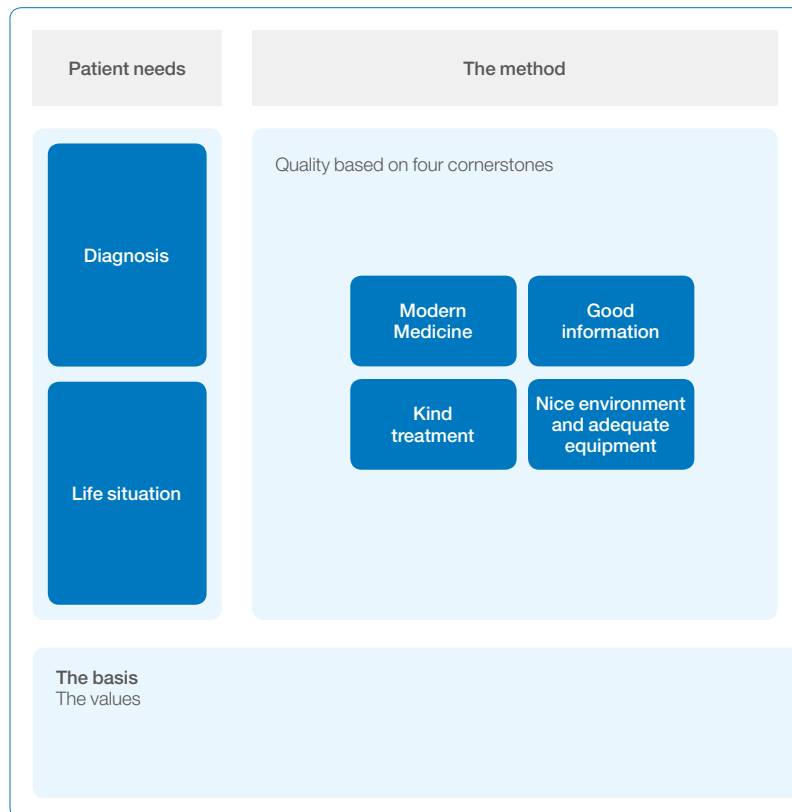 Patient needs
The method
Diagnosis
Life situation
Quality based on four cornerstones
Modern
Medicine
Good
information
Kind
treatment
Nice environment
and adequate
equipment
The basis
The values